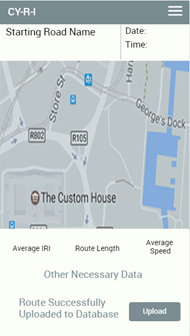 CY-R-I
Starting Road Name
Date:
Time:
Store St
Har
George's Dock
R802
R105
The Custom House
Average IRI
Route Length
Average
Speed
Other Necessary Data
Route Successfully
Uploaded to Database
Upload